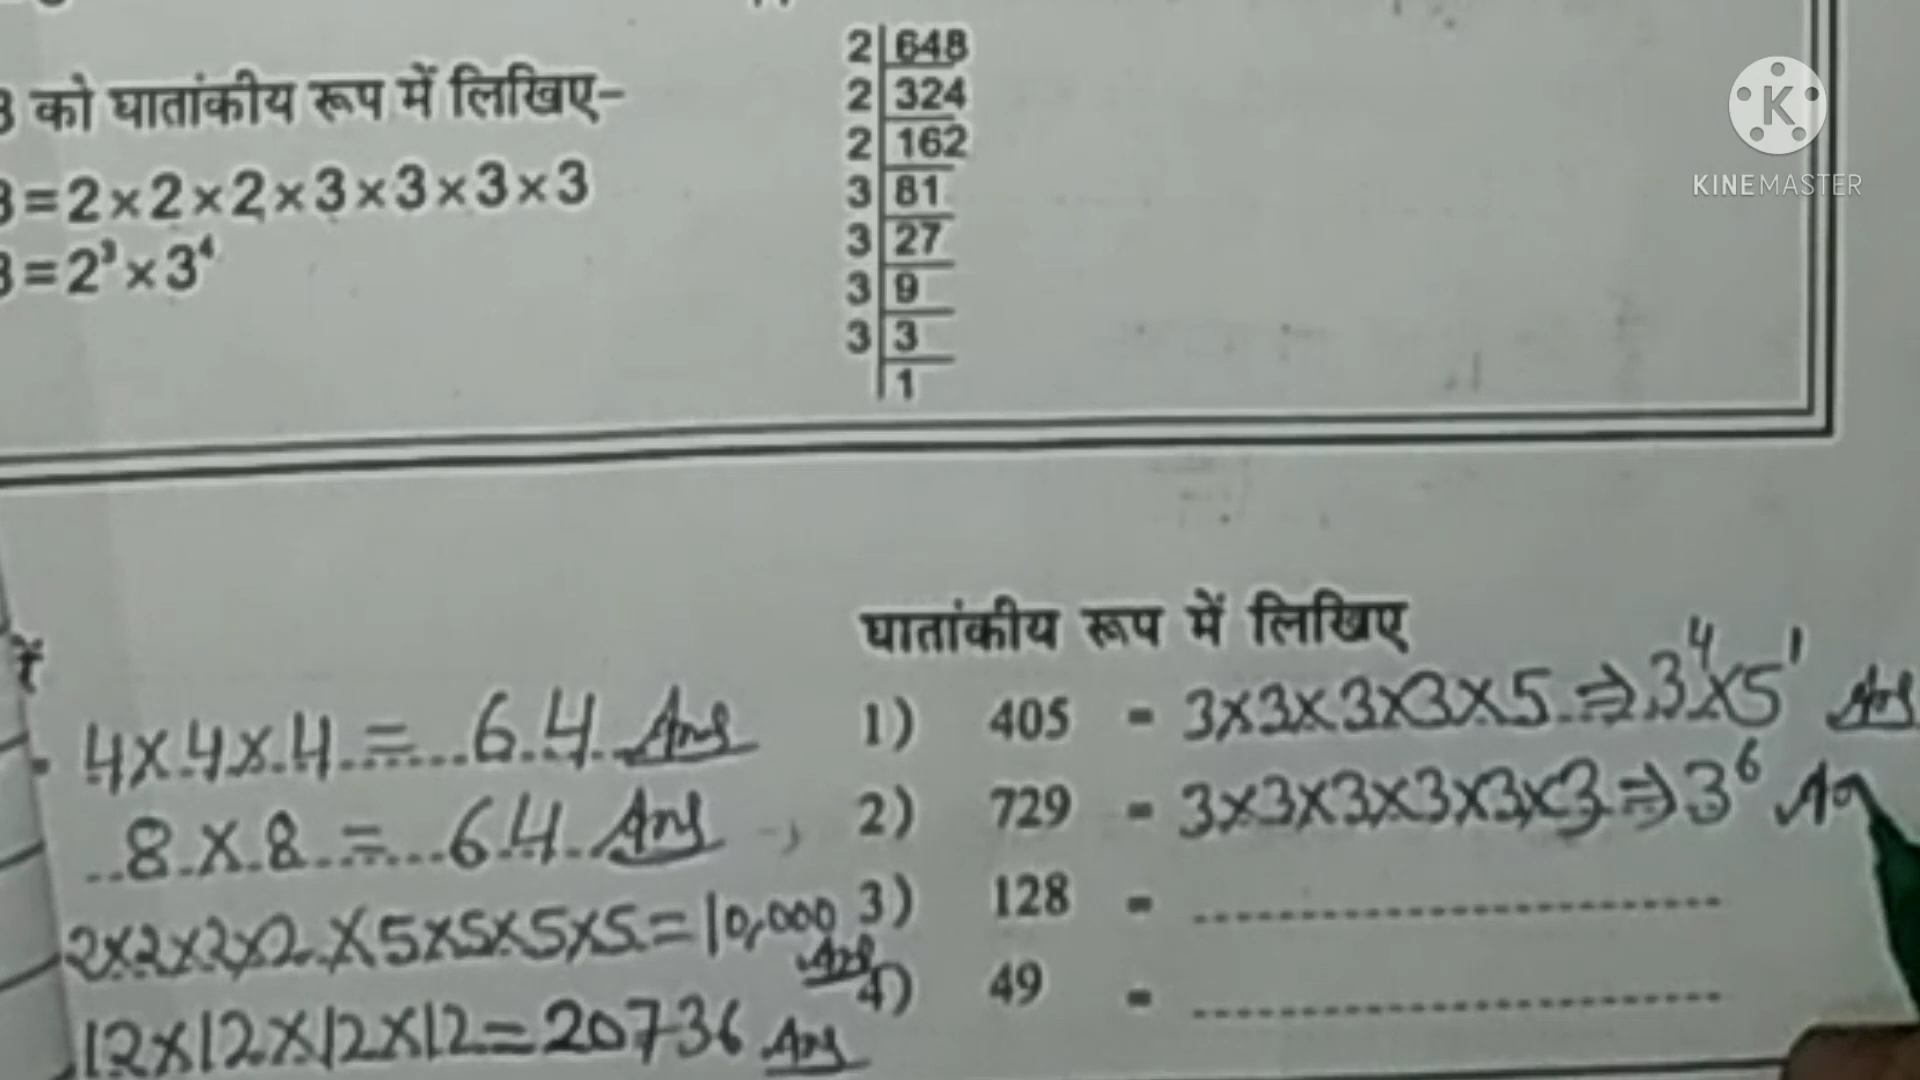 को घातांकीय रूप में लिखिए-
=2×2×2×3×3×3×3
=2³×3⁴
2 648
2 324
2 162
3 81
3 27
3 9
3 3
1
KINEMASTER
4×4×4 = 64 Ans
8×8 = 64 Ans
2×2×2×2×5×5×5×5=10,000 Ans
12×12×12×12=20736 Ans
घातांकीय रूप में लिखिए
1) 405 - 3×3×3×3×5 ⇒ 3⁴×5¹ Ans
2) 729 - 3×3×3×3×3×3 ⇒ 3⁶
3) 128 -
4) 49 -